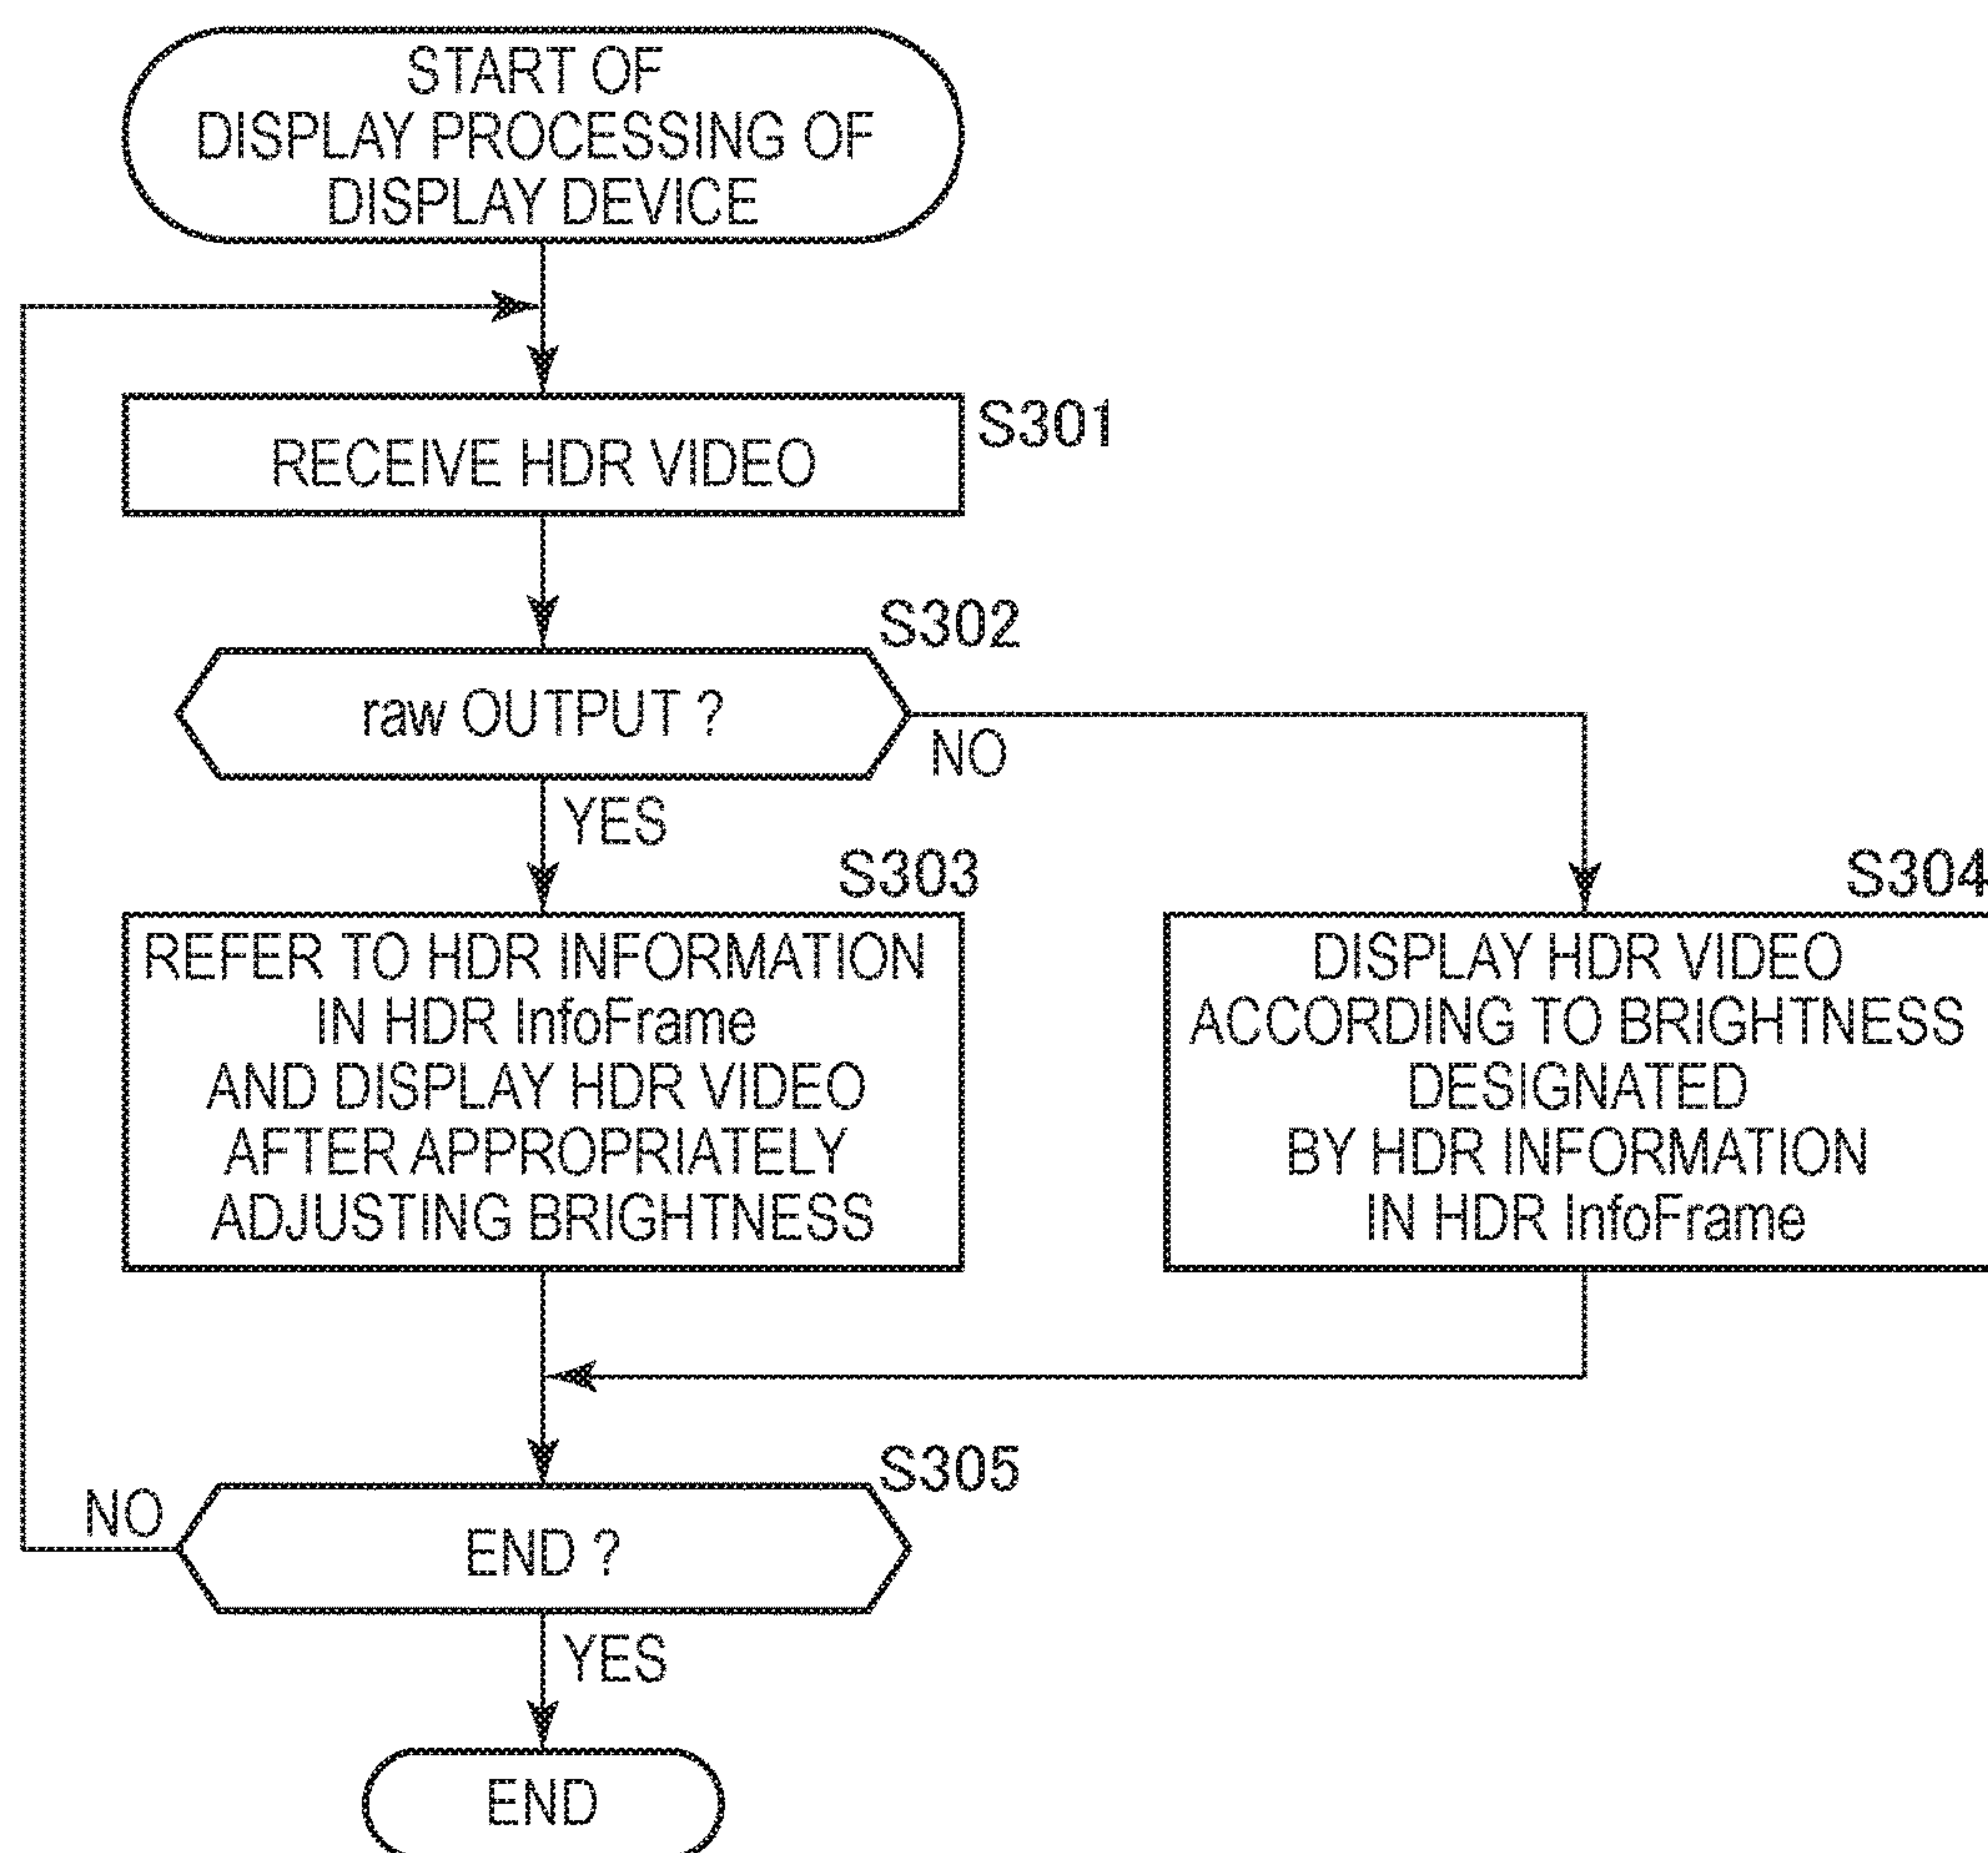 START OF
DISPLAY PROCESSING OF
DISPLAY DEVICE
S301
RECEIVE HDR VIDEO
S302
raw OUTPUT ?
NO
YES
S303
REFER TO HDR INFORMATION
IN HDR InfoFrame
AND DISPLAY HDR VIDEO
AFTER APPROPRIATELY
ADJUSTING BRIGHTNESS
S304
DISPLAY HDR VIDEO
ACCORDING TO BRIGHTNESS
DESIGNATED
BY HDR INFORMATION
IN HDR InfoFrame
S305
NO
END ?
YES
END